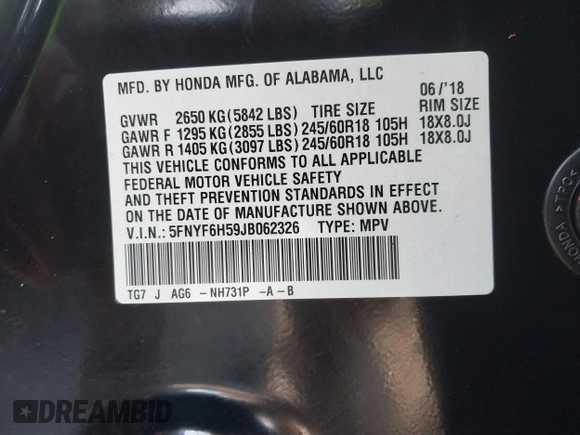 MFD. BY HONDA MFG. OF ALABAMA, LLC
06/'18
GVWR 2650 KG(5842 LBS) TIRE SIZE RIM SIZE
GAWR F 1295 KG(2855 LBS) 245/60R18 105H 18X8.0J
GAWR R 1405 KG(3097 LBS) 245/60R18 105H 18X8.0J
THIS VEHICLE CONFORMS TO ALL APPLICABLE
FEDERAL MOTOR VEHICLE SAFETY
AND THEFT PREVENTION STANDARDS IN EFFECT
ON THE DATE OF MANUFACTURE SHOWN ABOVE.
V.I.N.: 5FNYF6H59JB062326 TYPE: MPV
TG7 J AG6 -NH731P -A-B
HONDA >TPO<
DREAMBID